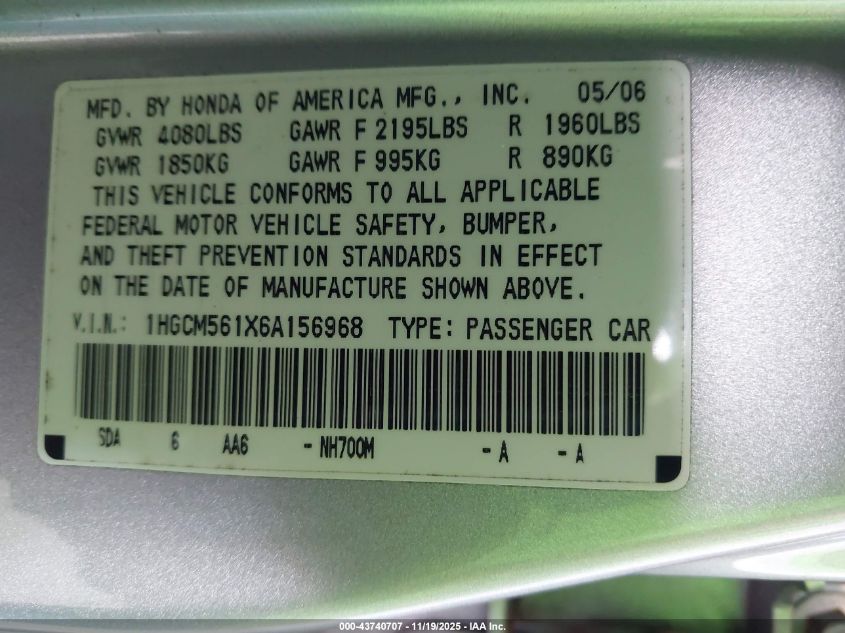 MFD. BY HONDA OF AMERICA MFG., INC. 05/06
GVWR 4080LBS GAWR F 2195LBS R 1960LBS
GVWR 1850KG GAWR F 995KG R 890KG
THIS VEHICLE CONFORMS TO ALL APPLICABLE
FEDERAL MOTOR VEHICLE SAFETY, BUMPER,
AND THEFT PREVENTION STANDARDS IN EFFECT
ON THE DATE OF MANUFACTURE SHOWN ABOVE.
V.I.N.: 1HGCM561X6A156968 TYPE: PASSENGER CAR
SDA 6 AA6 -NH700M -A -A
000-43740707 - 11/19/2025 - IAA Inc.